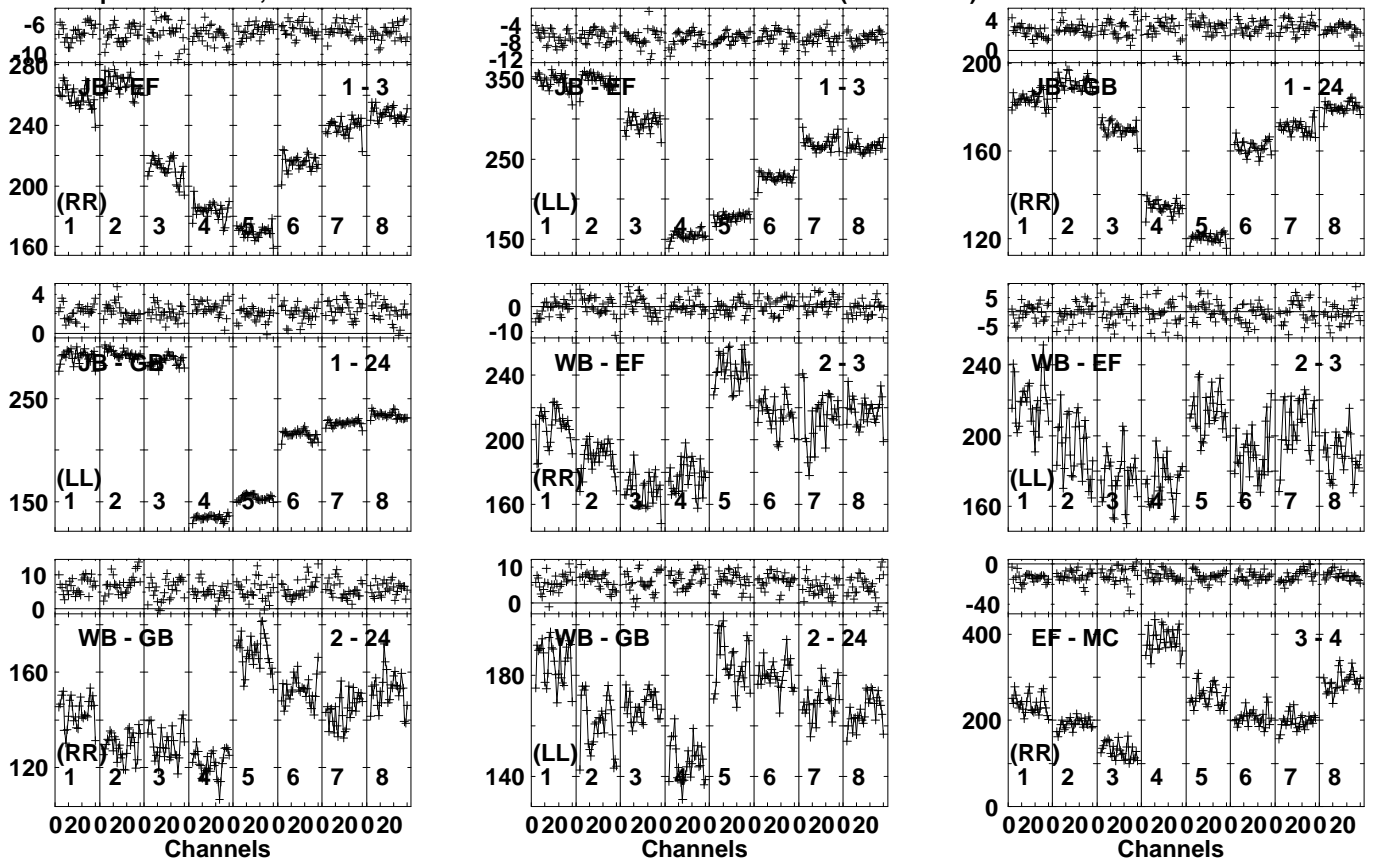 -6
-10
280
JB - EF 1 - 3
240
200
(RR)
1 2 3 4 5 6 7 8
160
-4
-8
-12
350
JB - EF 1 - 3
250
(LL)
150
1 2 3 4 5 6 7 8
4
0
200
JB - GB 1 - 24
160
(RR)
1 2 3 4 5 6 7 8
120
4
0
JB - GB 1 - 24
250
(LL)
150
1 2 3 4 5 6 7 8
0
-10
WB - EF 2 - 3
240
200
(RR)
160
1 2 3 4 5 6 7 8
5
-5
WB - EF 2 - 3
240
200
(LL)
160
1 2 3 4 5 6 7 8
10
0
WB - GB 2 - 24
160
(RR)
120
1 2 3 4 5 6 7 8
0 20 0 20 0 20 0 20 0 20 0 20 0 20 0 20
Channels
10
0
WB - GB 2 - 24
180
(LL)
140
1 2 3 4 5 6 7 8
0 20 0 20 0 20 0 20 0 20 0 20 0 20 0 20
Channels
0
-40
400
EF - MC 3 - 4
200
(RR)
1 2 3 4 5 6 7 8
0
0 20 0 20 0 20 0 20 0 20 0 20 0 20 0 20
Channels